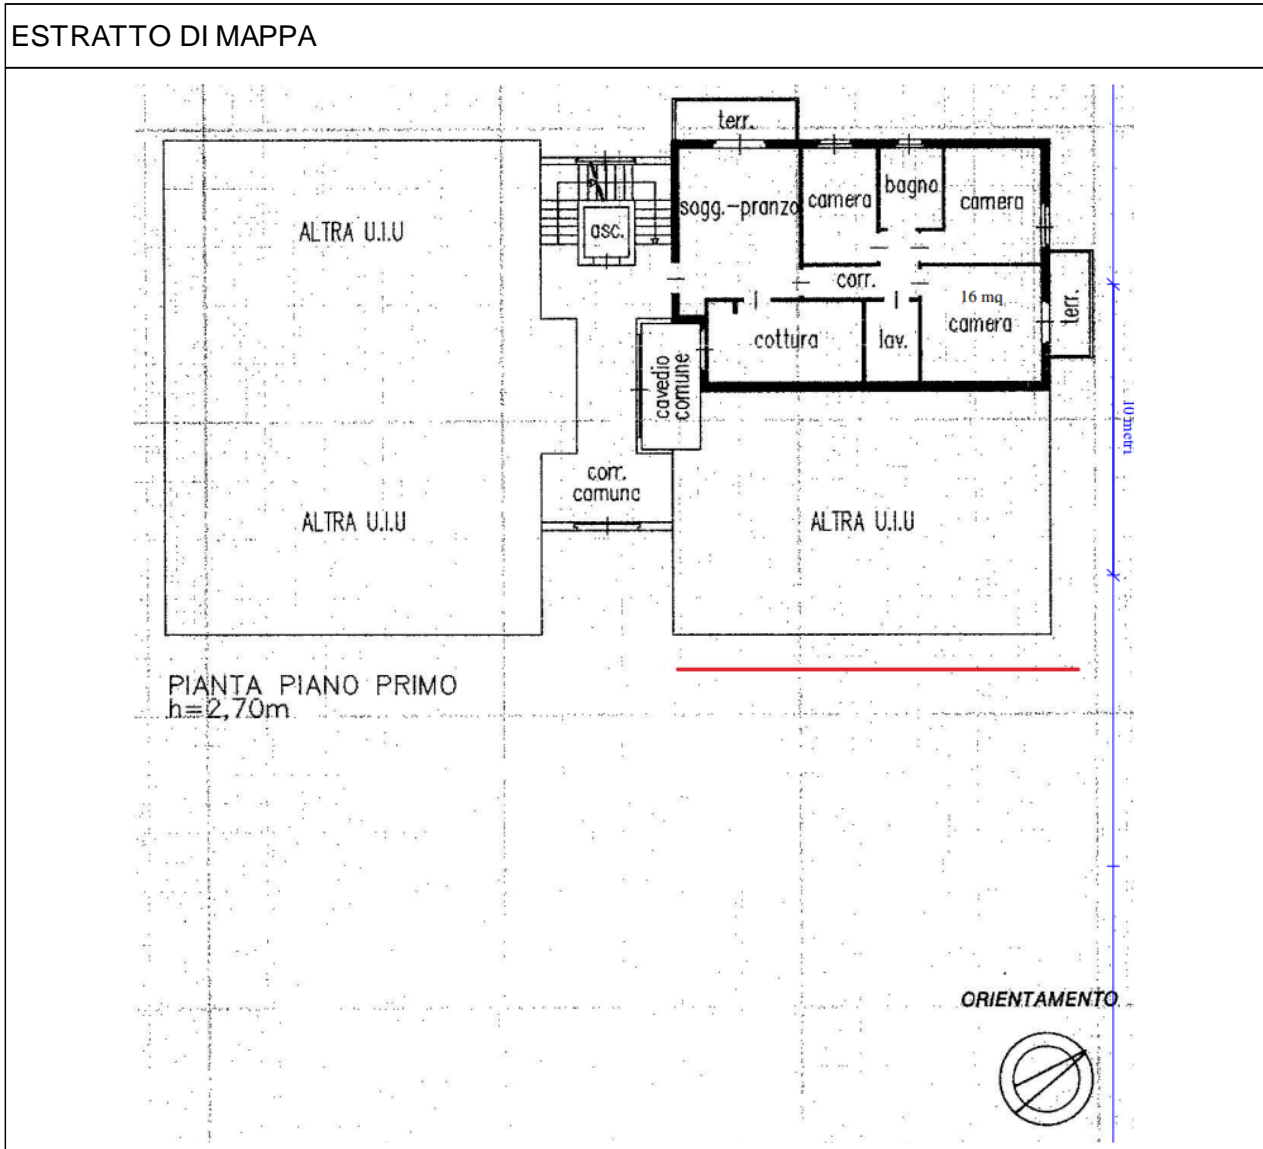 ESTRATTO DI MAPPA
terr.
sogg.-pranzo
camera
bagno
camera
ALTRA U.I.U
asc.
corr.
16 mq
camera
terr.
cottura
lav.
cavedio
comune
10 metri
corr.
comune
ALTRA U.I.U
ALTRA U.I.U
PIANTA PIANO PRIMO
h=2,70m
ORIENTAMENTO